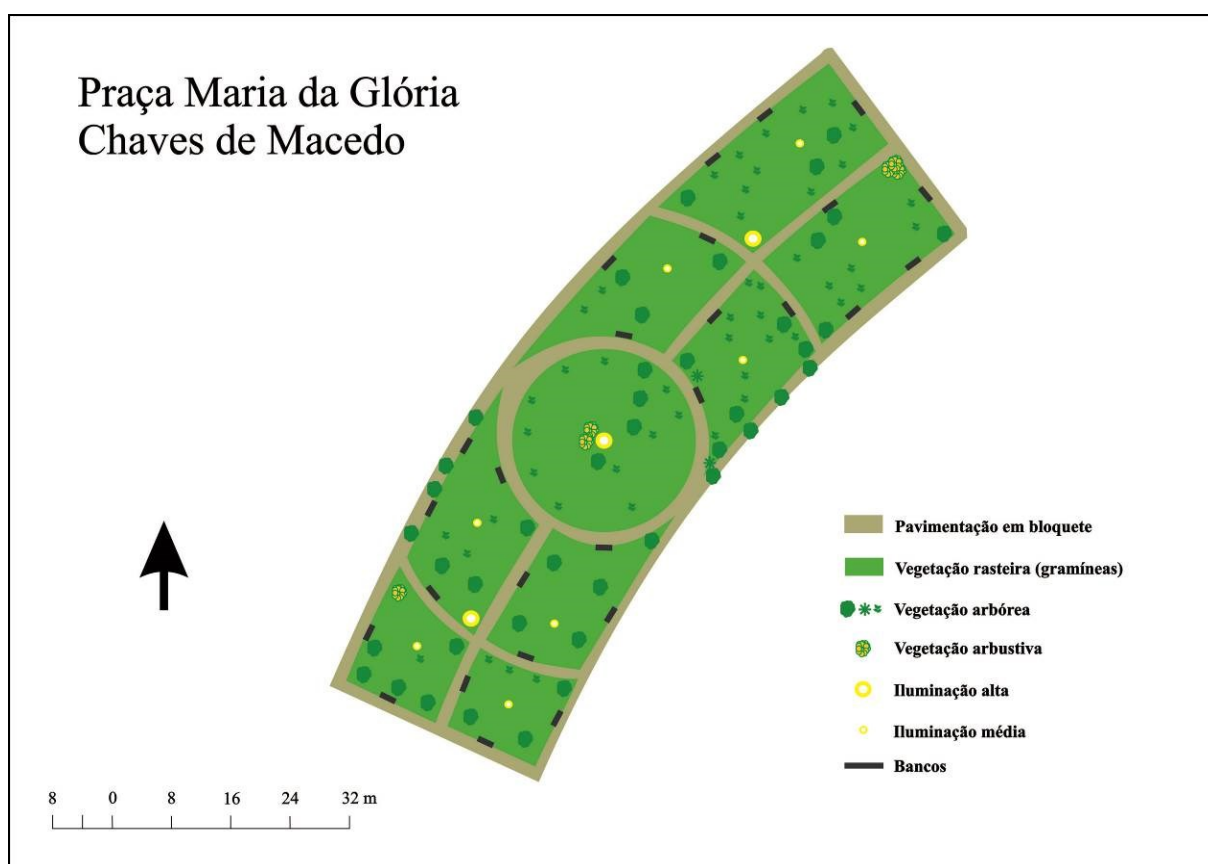 Praça Maria da Glória
Chaves de Macedo
Pavimentação em bloquete
Vegetação rasteira (gramíneas)
Vegetação arbórea
Vegetação arbustiva
Iluminação alta
Iluminação média
Bancos
8 0 8 16 24 32 m